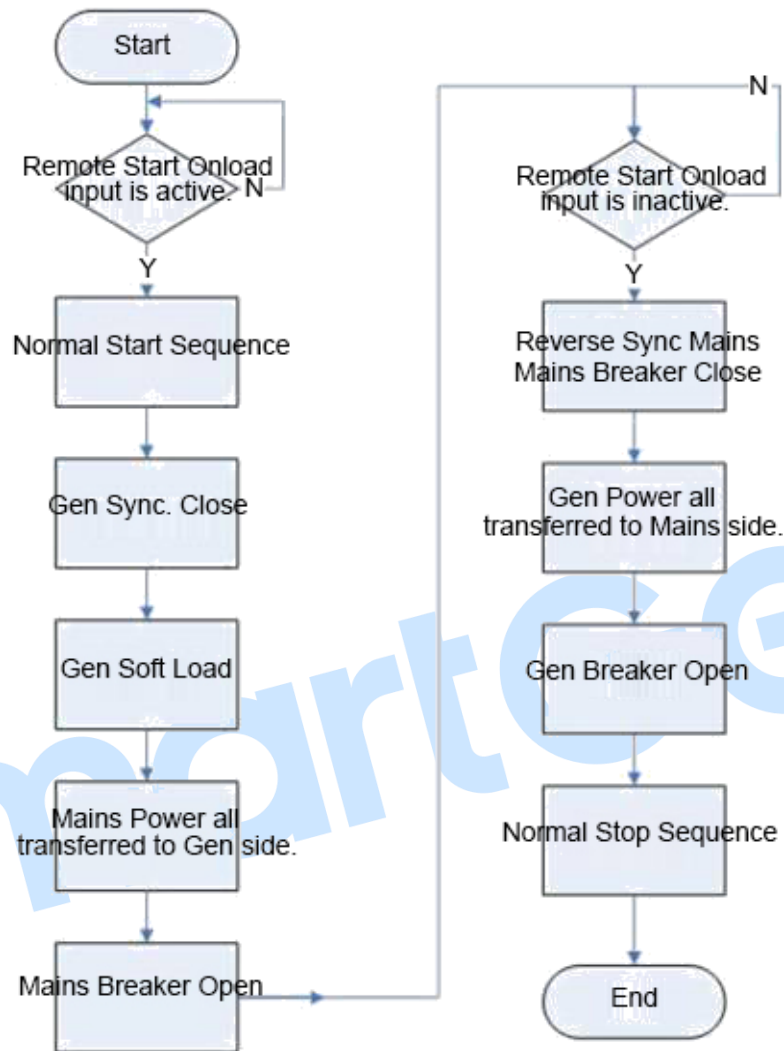 Start
Remote Start Onload
input is active.
N
Y
Normal Start Sequence
Gen Sync. Close
Gen Soft Load
Mains Power all
transferred to Gen side.
Mains Breaker Open
N
Remote Start Onload
input is inactive.
Y
Reverse Sync Mains
Mains Breaker Close
Gen Power all
transferred to Mains side.
Gen Breaker Open
Normal Stop Sequence
End